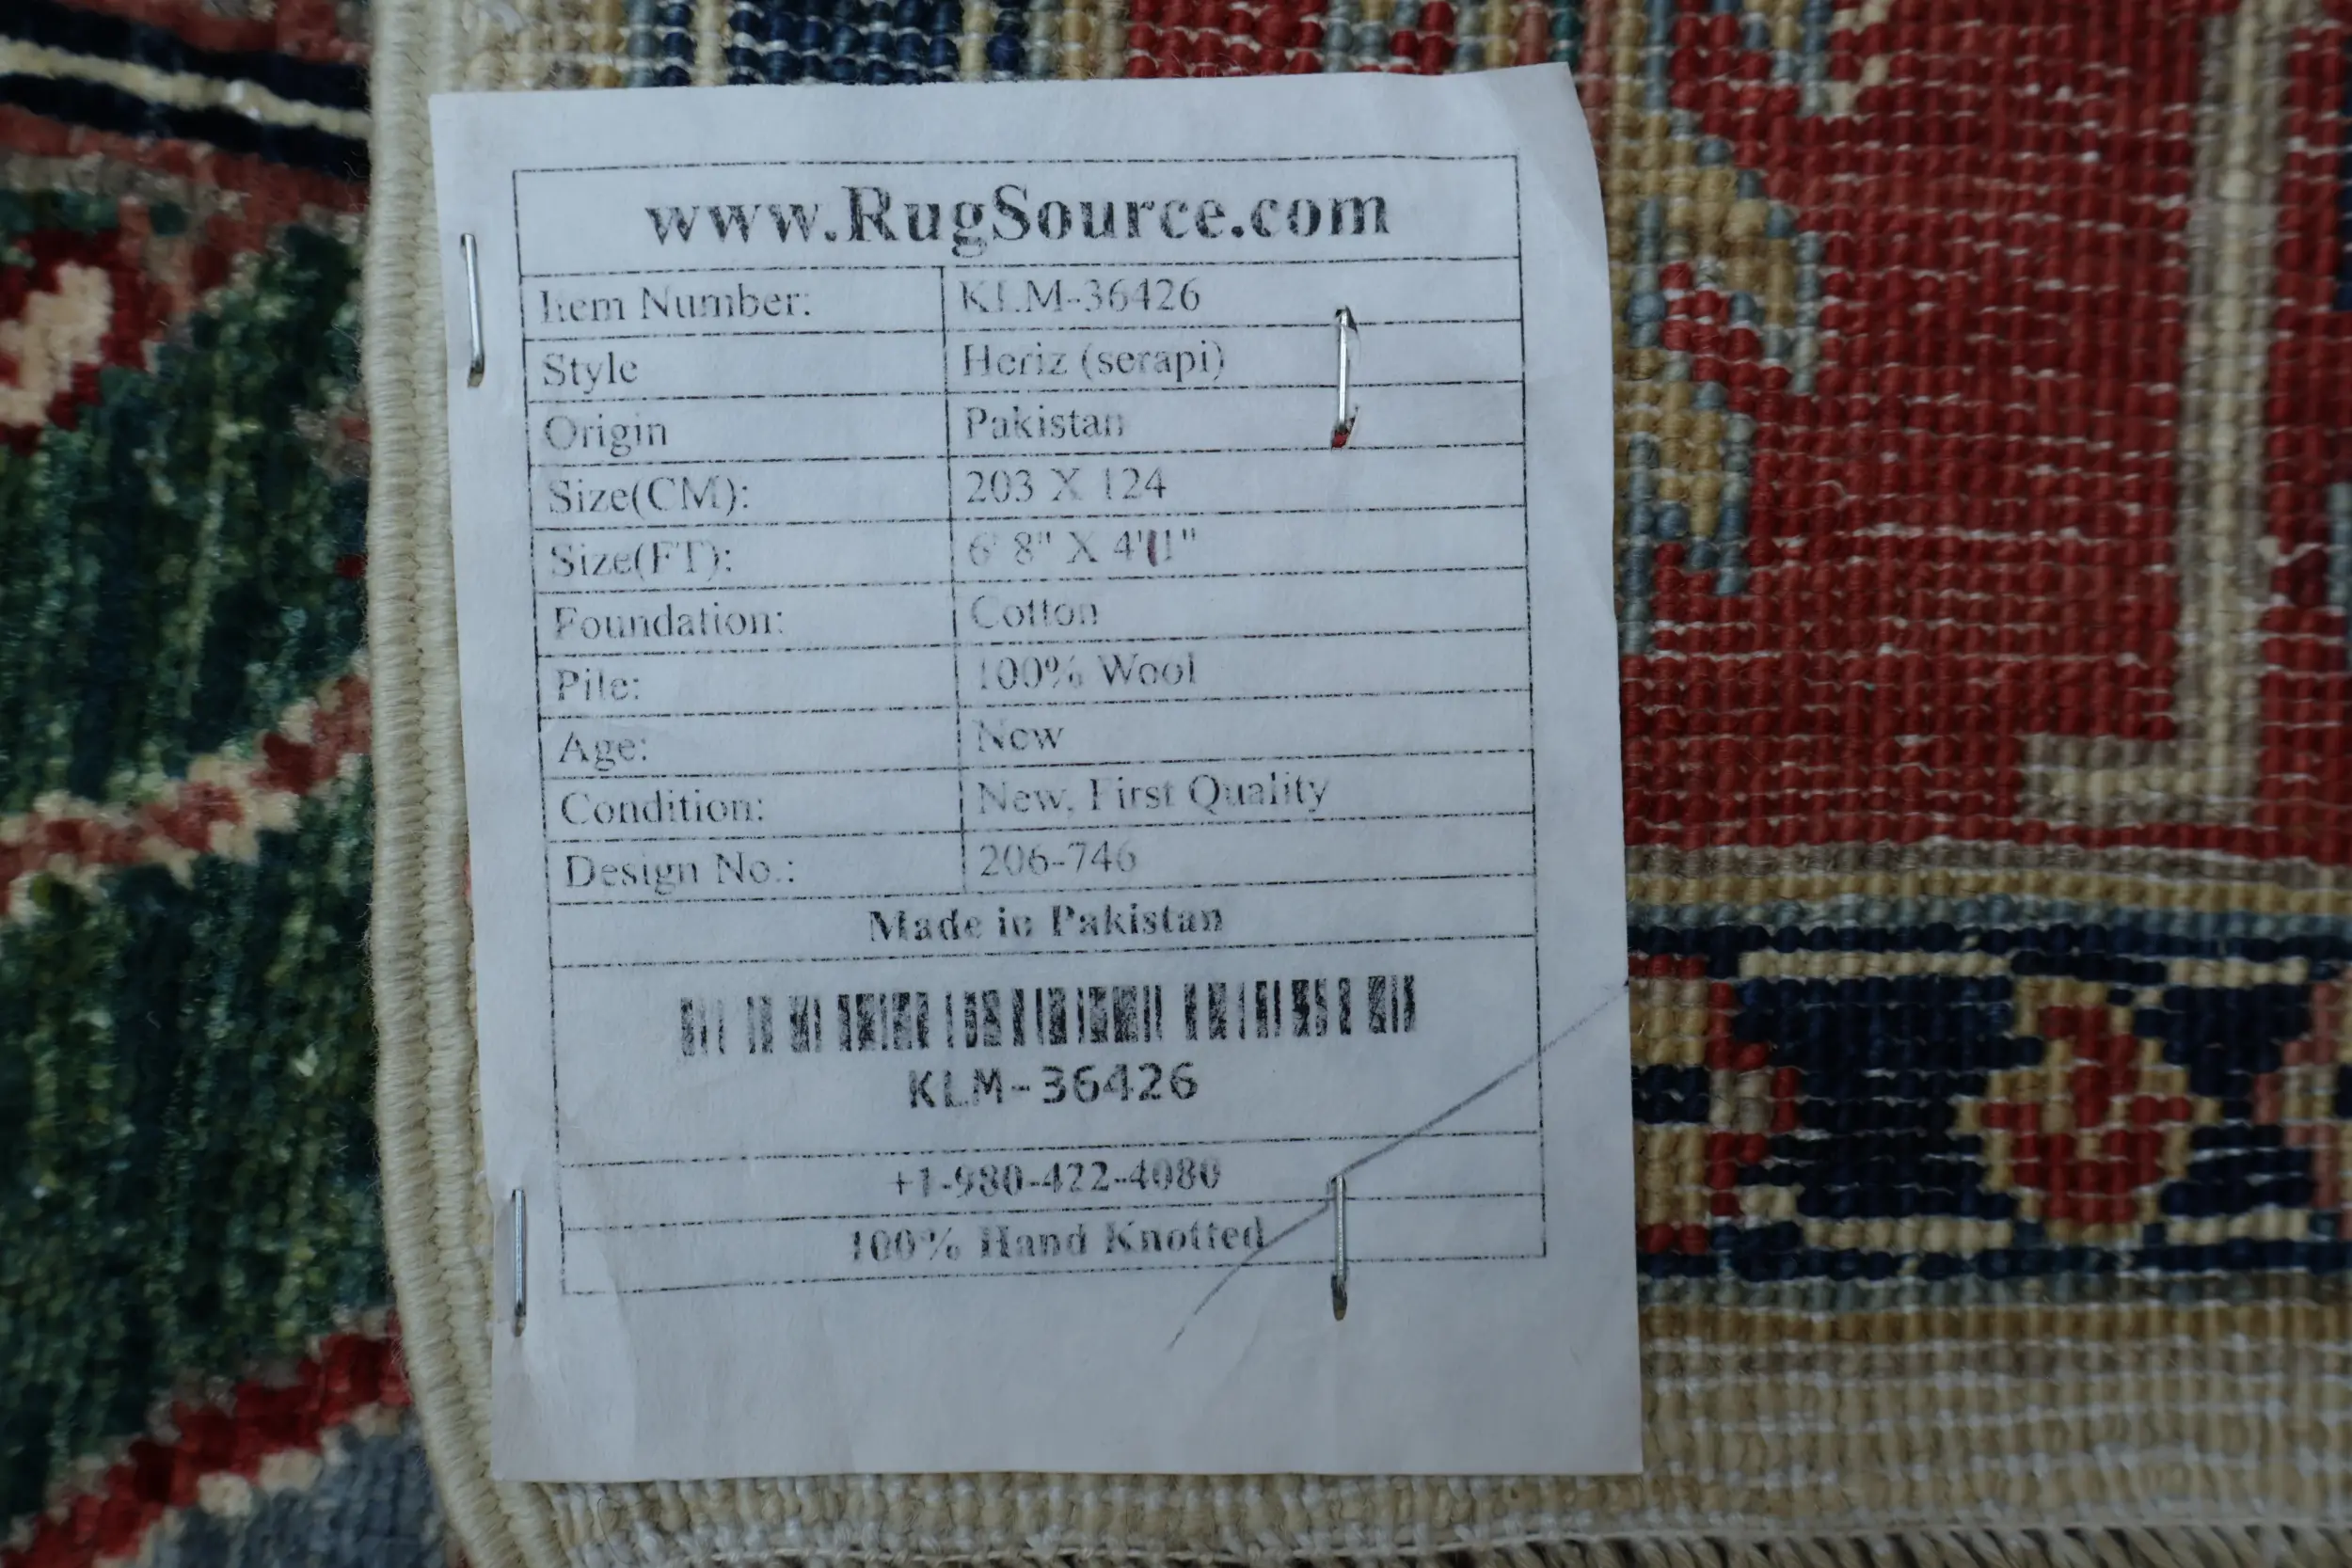 www.RugSource.com
Item Number: KLM-36426
Style Heriz (serapi)
Origin Pakistan
Size(CM): 203 X 124
Size(FT): 6' 8" X 4'1"
Foundation: Cotton
Pile: 100% Wool
Age: New
Condition: New, First Quality
Design No.: 206-746
Made in Pakistan
KLM-36426
+1-980-422-4080
100% Hand Knotted